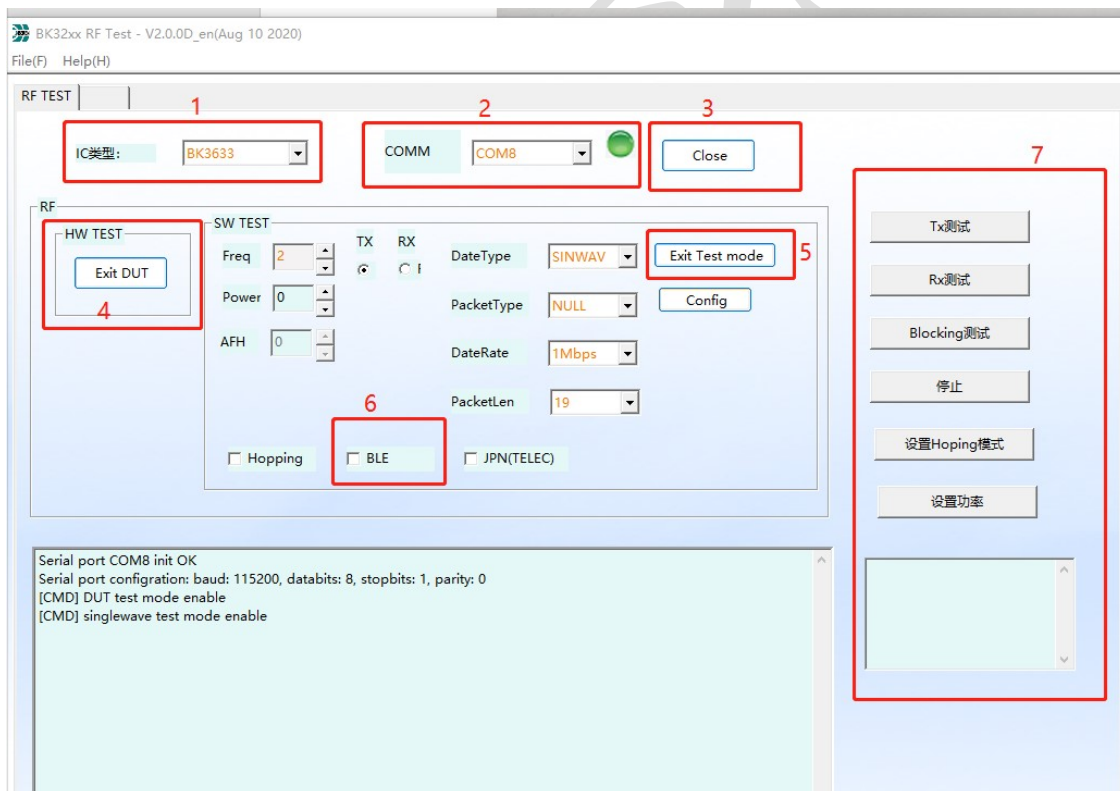 BK32xx RF Test - V2.0.0D_en(Aug 10 2020)
File(F) Help(H)
RF TEST
1
2
3
IC类型: BK3633
COMM COM8
Close
7
RF
HW TEST
Exit DUT
4
SW TEST
Freq 2
TX RX
DateType SINWAV
Exit Test mode
5
Power 0
PacketType NULL
Config
AFH 0
DateRate 1Mbps
PacketLen 19
6
Hopping BLE JPN(TELEC)
Tx测试
Rx测试
Blocking测试
停止
设置Hoping模式
设置功率
Serial port COM8 init OK
Serial port configration: baud: 115200, databits: 8, stopbits: 1, parity: 0
[CMD] DUT test mode enable
[CMD] singlewave test mode enable